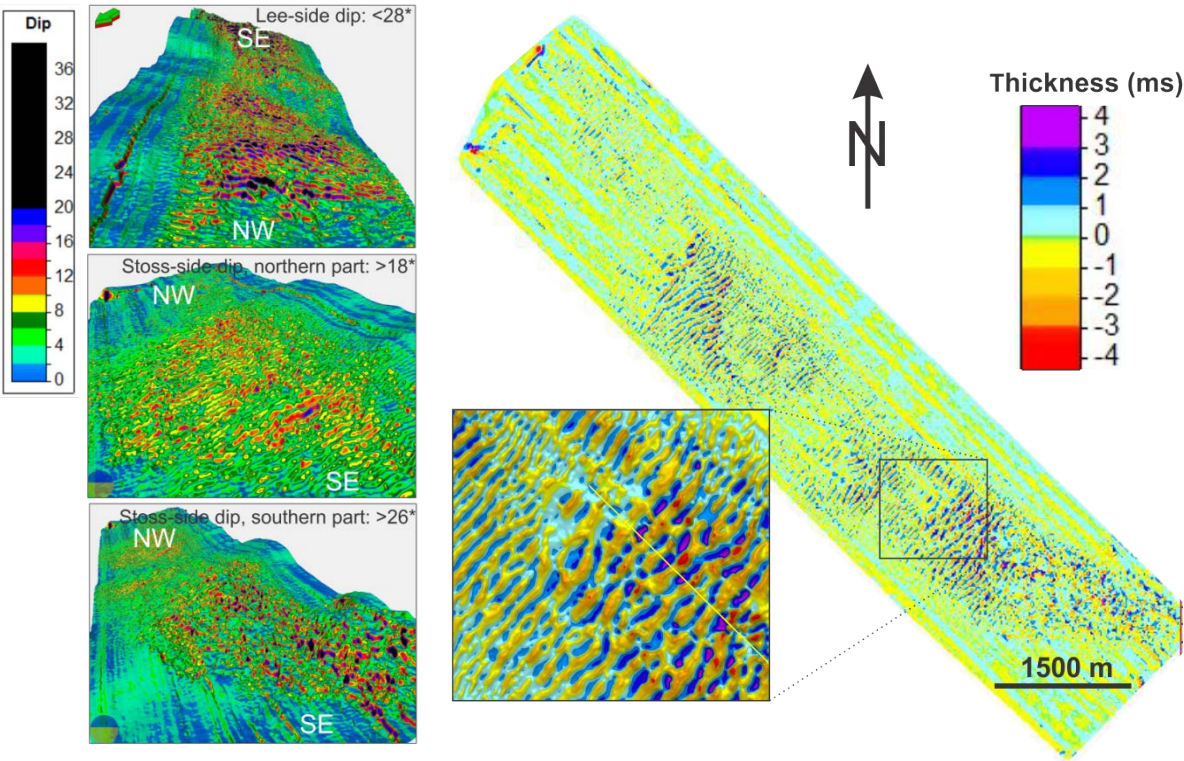 Dip
36
32
28
24
20
16
12
8
4
0
Lee-side dip: <28*
SE
NW
Stoss-side dip, northern part: >18*
NW
SE
Stoss-side dip, southern part: >26*
NW
SE
N
Thickness (ms)
4
3
2
1
0
-1
-2
-3
-4
1500 m